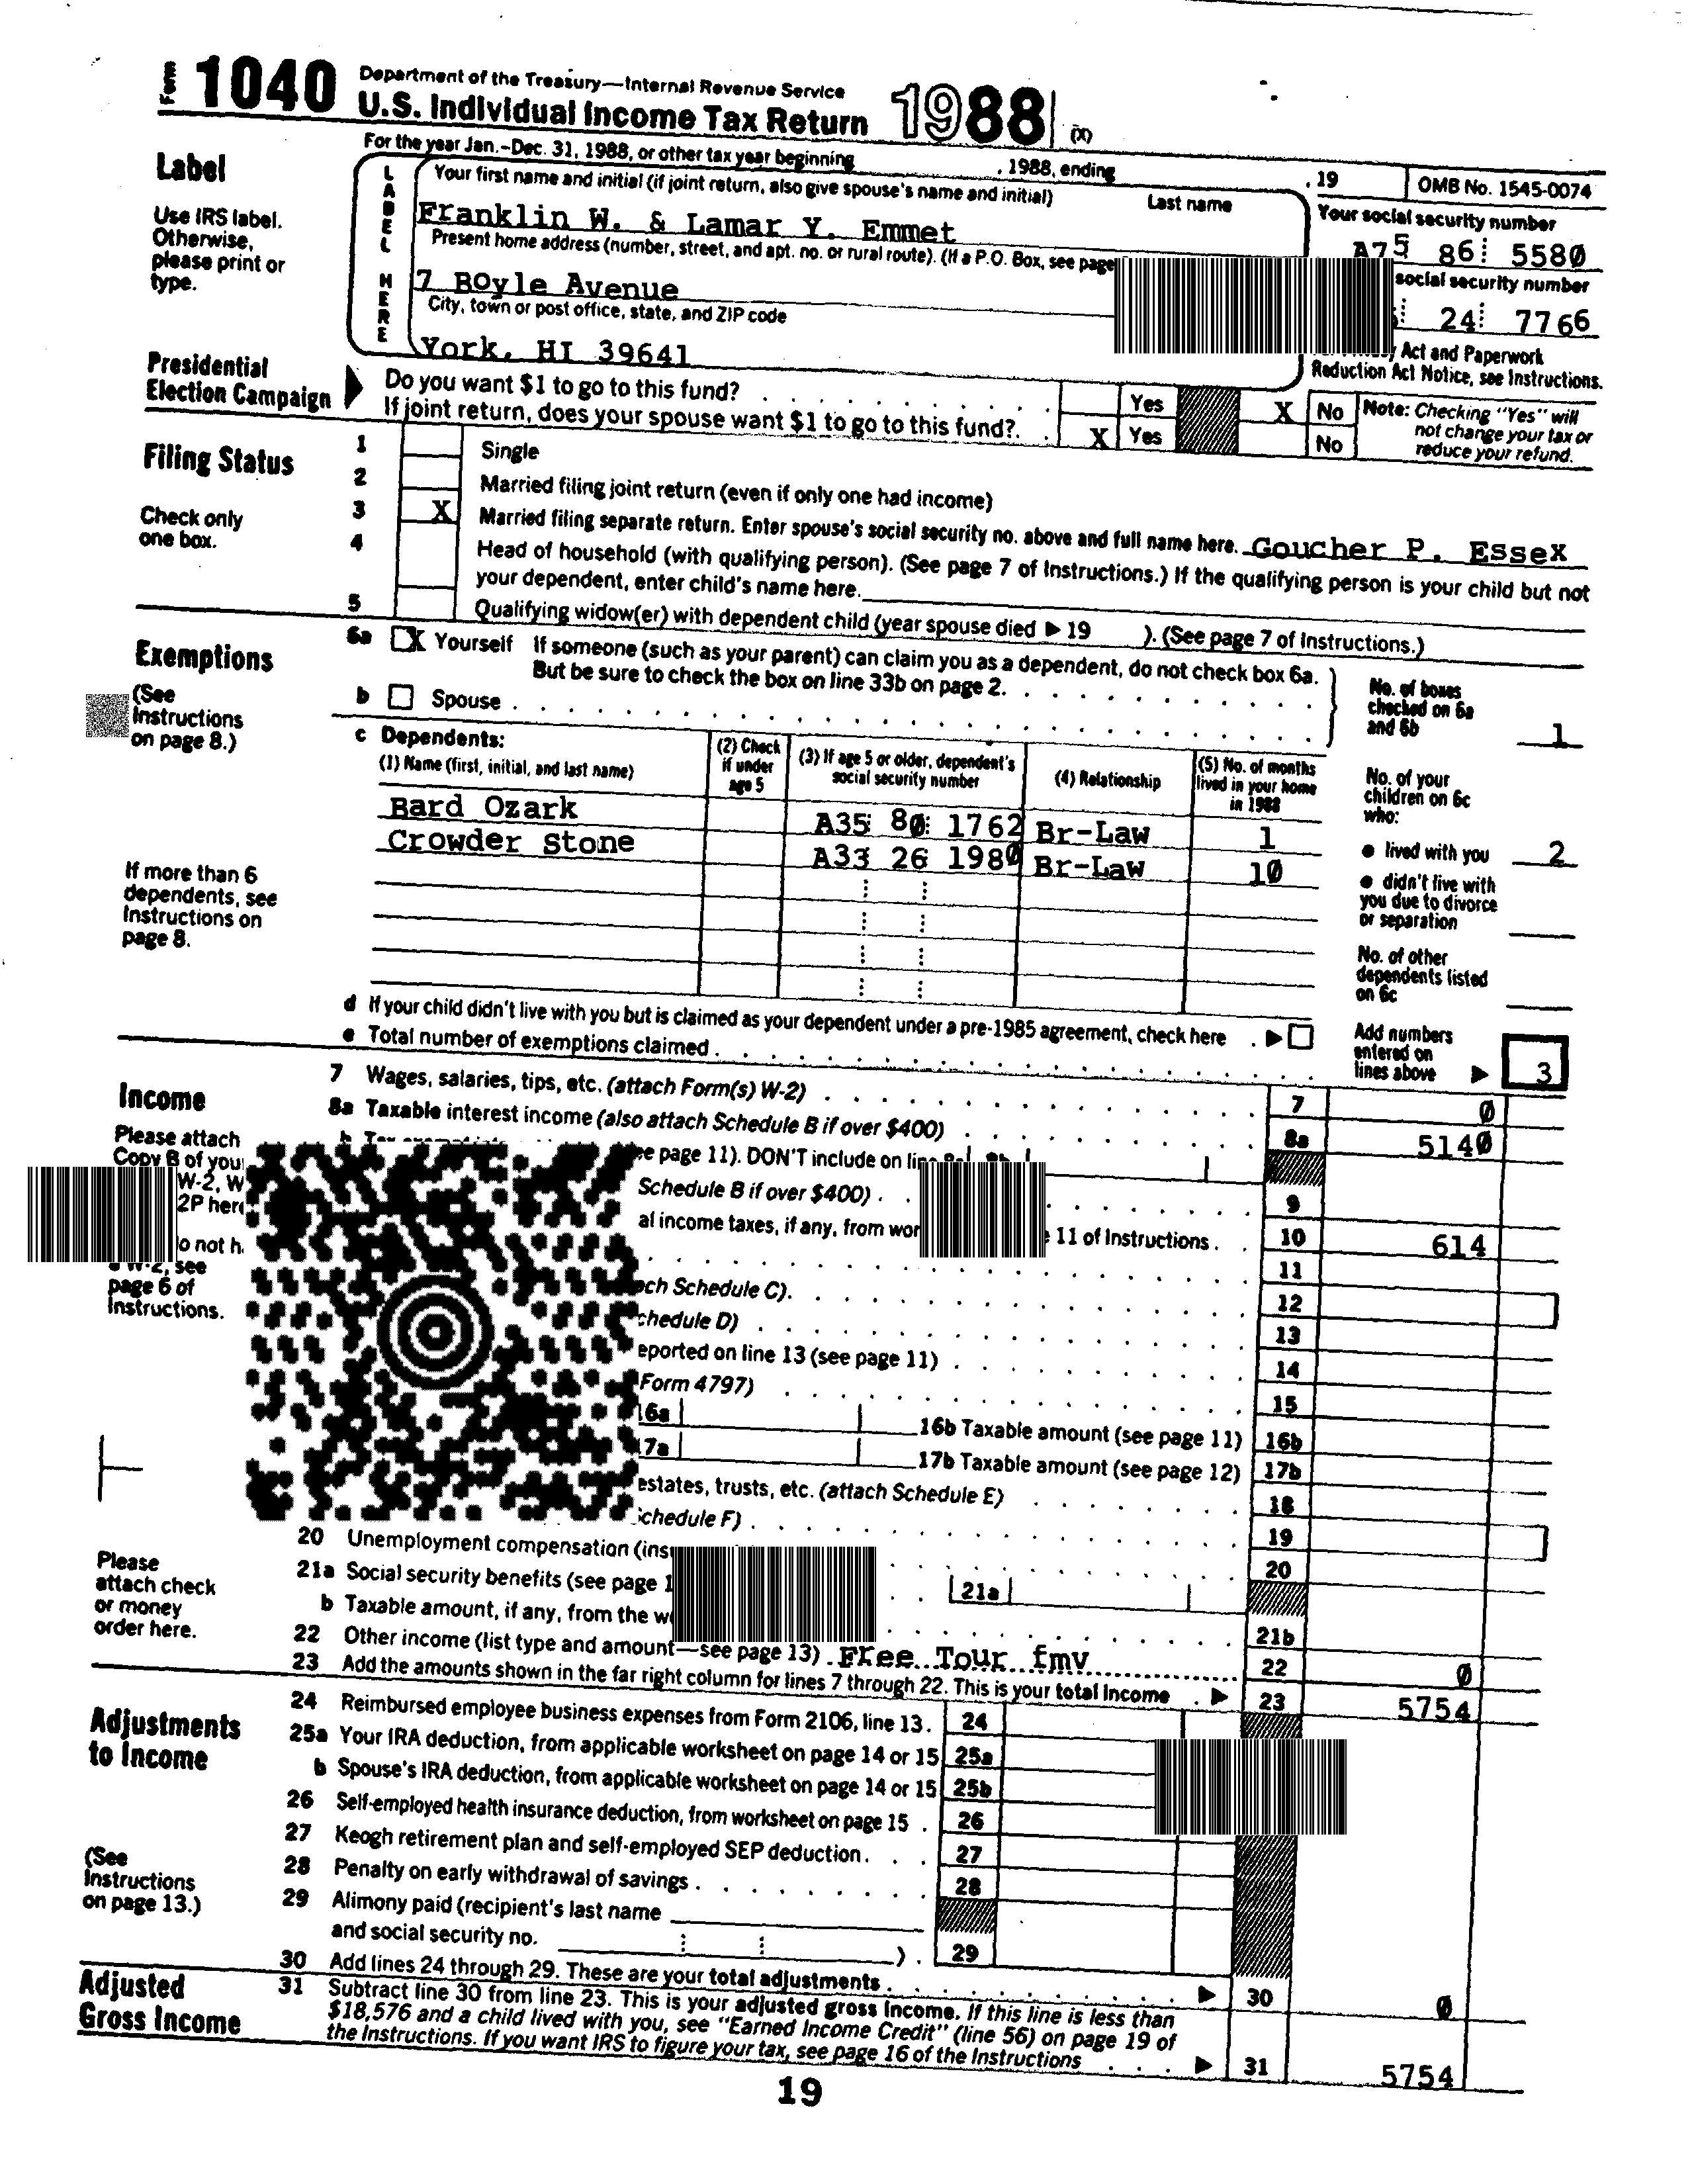 Form 1040 Department of the Treasury—Internal Revenue Service
U.S. Individual Income Tax Return 1988 (X)
For the year Jan.–Dec. 31, 1988, or other tax year beginning , 1988, ending , 19 OMB No. 1545-0074
Label
Use IRS label.
Otherwise,
please print or
type.
LABEL HERE
Your first name and initial (if joint return, also give spouse's name and initial) Last name
Franklin W. & Lamar Y. Emmet
Present home address (number, street, and apt. no. or rural route). (If a P.O. Box, see page
7 BOyle Avenue
City, town or post office, state, and ZIP code
York, HI 39641
Your social security number
A75 86 5580
social security number
24 7766
Act and Paperwork
Reduction Act Notice, see Instructions.
Presidential
Election Campaign
Do you want $1 to go to this fund? Yes X No
If joint return, does your spouse want $1 to go to this fund? X Yes No
Note: Checking "Yes" will
not change your tax or
reduce your refund.
Filing Status
Check only
one box.
1 Single
2 Married filing joint return (even if only one had income)
3 X Married filing separate return. Enter spouse's social security no. above and full name here. Goucher P. Essex
4 Head of household (with qualifying person). (See page 7 of Instructions.) If the qualifying person is your child but not
your dependent, enter child's name here.
5 Qualifying widow(er) with dependent child (year spouse died ▶ 19 ). (See page 7 of Instructions.)
Exemptions
(See
Instructions
on page 8.)
6a X Yourself If someone (such as your parent) can claim you as a dependent, do not check box 6a.
But be sure to check the box on line 33b on page 2.
b Spouse
No. of boxes
checked on 6a
and 6b 1
c Dependents:
(1) Name (first, initial, and last name)
(2) Check
if under
age 5
(3) If age 5 or older, dependent's
social security number
(4) Relationship
(5) No. of months
lived in your home
in 1988
Bard Ozark A35 80 1762 Br-Law 1
Crowder Stone A33 26 1980 Br-Law 10
If more than 6
dependents, see
Instructions on
page 8.
No. of your
children on 6c
who:
● lived with you 2
● didn't live with
you due to divorce
or separation
No. of other
dependents listed
on 6c
d If your child didn't live with you but is claimed as your dependent under a pre-1985 agreement, check here ▶
e Total number of exemptions claimed
Add numbers
entered on
lines above ▶ 3
Income
Please attach
Copy B of your
W-2, W
2P here
o not h
W-2, see
page 6 of
Instructions.
7 Wages, salaries, tips, etc. (attach Form(s) W-2) 7 0
8a Taxable interest income (also attach Schedule B if over $400) 8a 5140
b page 11). DON'T include on
Schedule B if over $400) 9
al income taxes, if any, from 11 of Instructions 10 614
11
Schedule C) 12
Schedule D) 13
reported on line 13 (see page 11) 14
Form 4797) 15
16a 16b Taxable amount (see page 11) 16b
17a 17b Taxable amount (see page 12) 17b
estates, trusts, etc. (attach Schedule E) 18
Schedule F) 19
20 Unemployment compensation 20
21a Social security benefits (see page 21a
b Taxable amount, if any, from the 21b
22 Other income (list type and amount—see page 13) Free Tour fmv 22 0
23 Add the amounts shown in the far right column for lines 7 through 22. This is your total income ▶ 23 5754
Please
attach check
or money
order here.
Adjustments
to Income
(See
Instructions
on page 13.)
24 Reimbursed employee business expenses from Form 2106, line 13. 24
25a Your IRA deduction, from applicable worksheet on page 14 or 15 25a
b Spouse's IRA deduction, from applicable worksheet on page 14 or 15 25b
26 Self-employed health insurance deduction, from worksheet on page 15 26
27 Keogh retirement plan and self-employed SEP deduction 27
28 Penalty on early withdrawal of savings 28
29 Alimony paid (recipient's last name
and social security no. ) 29
30 Add lines 24 through 29. These are your total adjustments ▶ 30 0
Adjusted
Gross Income
31 Subtract line 30 from line 23. This is your adjusted gross income. If this line is less than
$18,576 and a child lived with you, see "Earned Income Credit" (line 56) on page 19 of
the Instructions. If you want IRS to figure your tax, see page 16 of the Instructions ▶ 31 5754
19